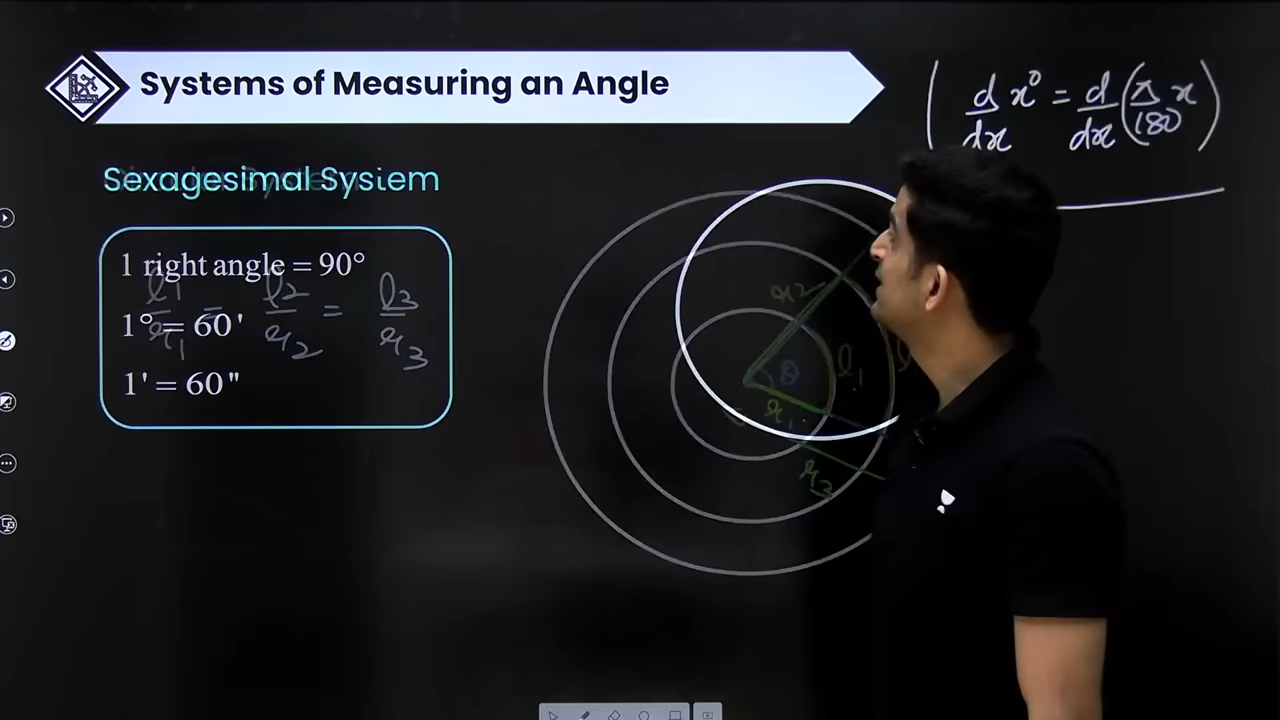 Systems of Measuring an Angle
d/dx x⁰ = d/dx (π/180 x)
Sexagesimal System
1 right angle = 90°
l₁/r₁ = l₂/r₂ = l₃/r₃
1° = 60'
1' = 60"
r₂
θ
l₁
l
r₁
r₃